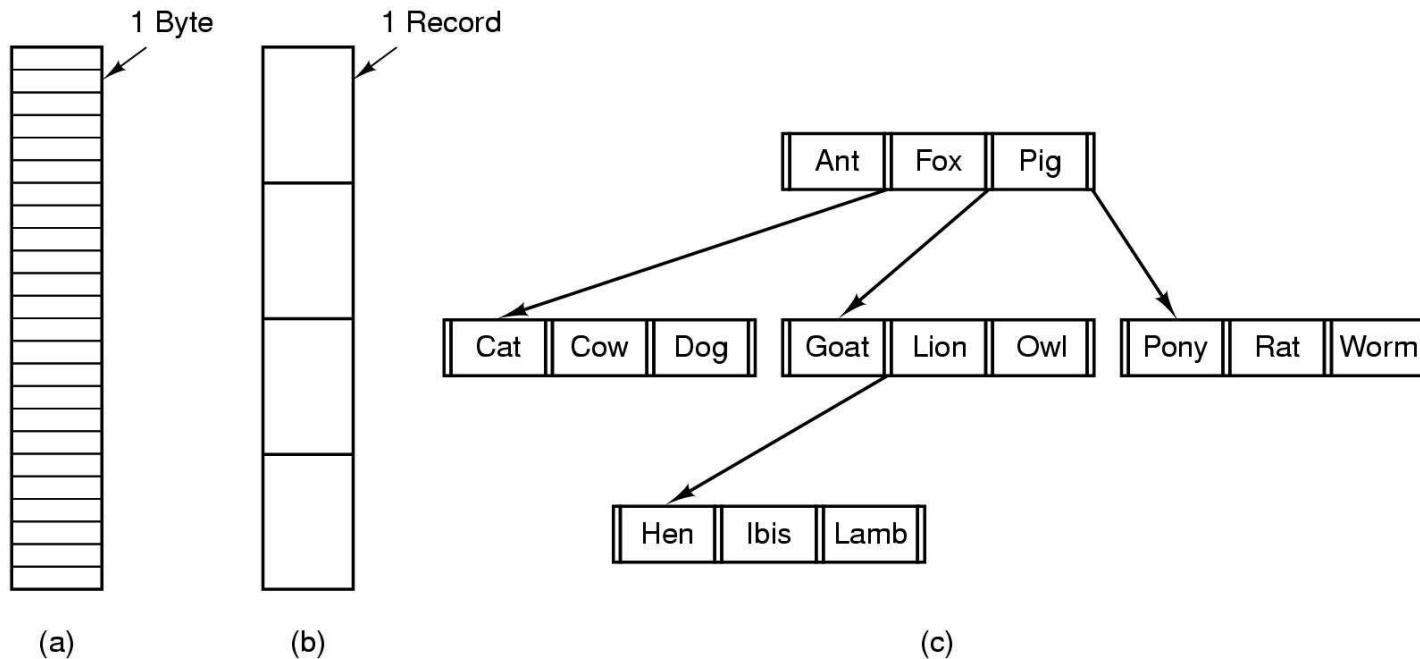 1 Byte
1 Record
Ant Fox Pig
Cat Cow Dog
Goat Lion Owl
Pony Rat Worm
Hen Ibis Lamb
(a)
(b)
(c)